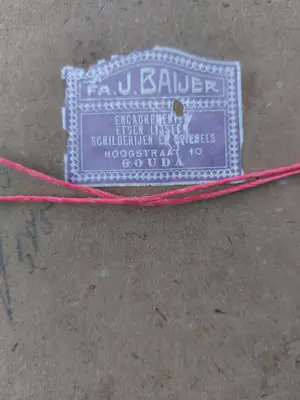 FA. J. BAIJER
ENCADREMENTEN
ETSEN LIJSTEN
SCHILDERIJEN EN SPIEGELS
HOOGSTRAAT 10
GOUDA